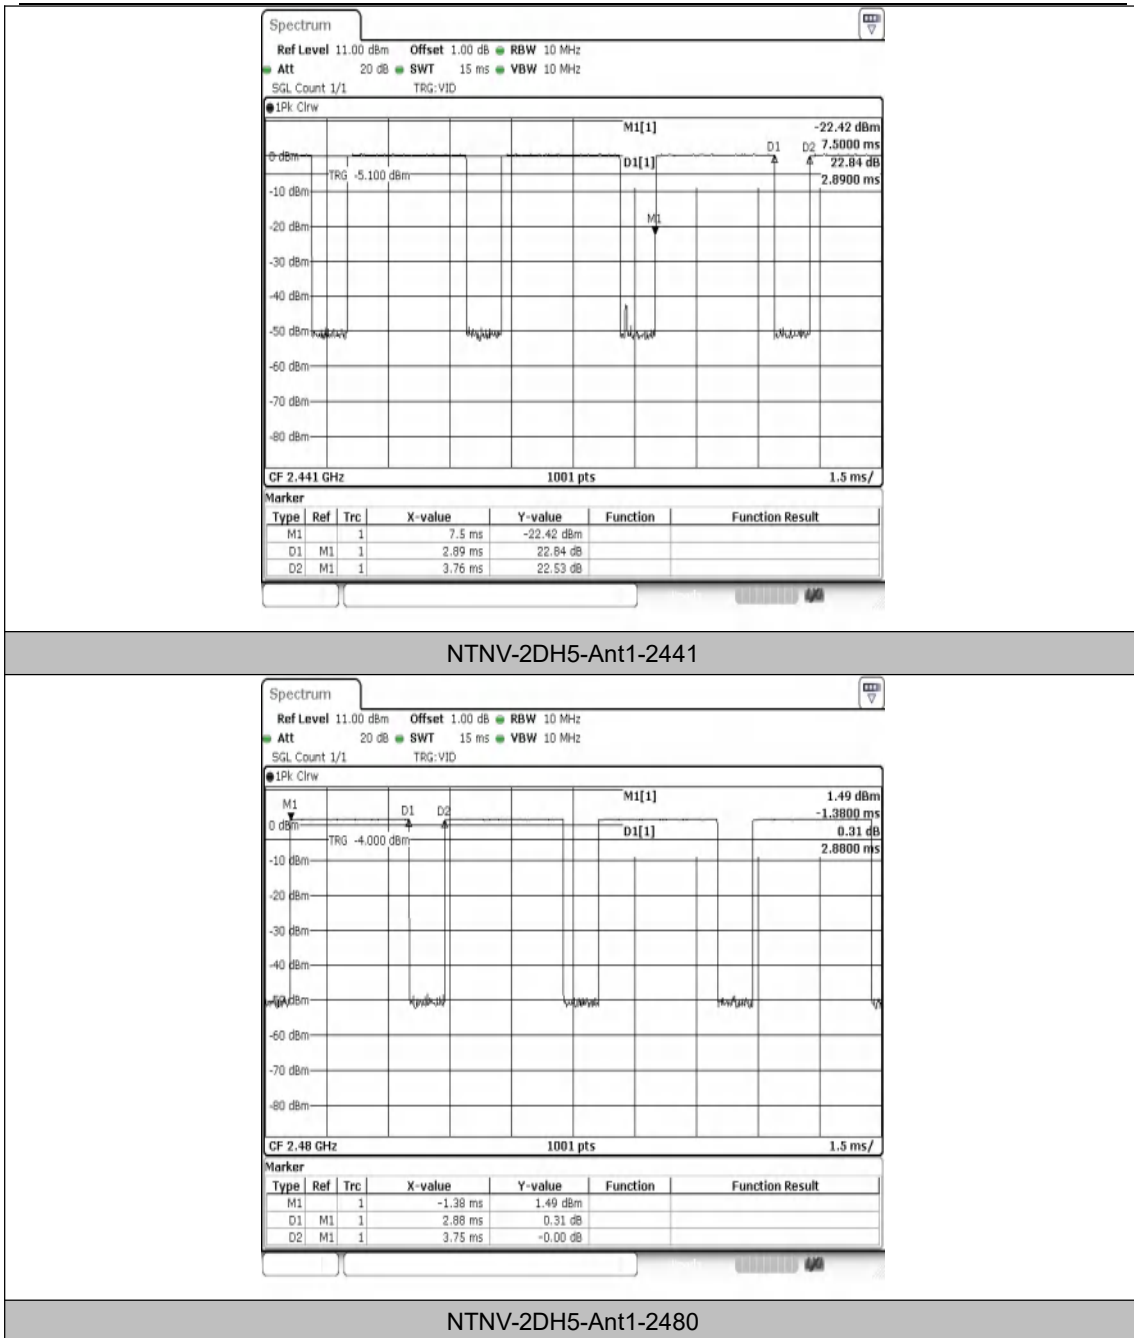 Spectrum
Ref Level 11.00 dBm Offset 1.00 dB RBW 10 MHz
Att 20 dB SWT 15 ms VBW 10 MHz
SGL Count 1/1 TRG:VID
1Pk Clrw
M1[1] -22.42 dBm
D1 D2 7.5000 ms
0 dBm D1[1] 22.84 dB
TRG -5.100 dBm 2.8900 ms
-10 dBm
M1
-20 dBm
-30 dBm
-40 dBm
-50 dBm
-60 dBm
-70 dBm
-80 dBm
CF 2.441 GHz 1001 pts 1.5 ms/
Marker
Type Ref Trc X-value Y-value Function Function Result
M1 1 7.5 ms -22.42 dBm
D1 M1 1 2.89 ms 22.84 dB
D2 M1 1 3.76 ms 22.53 dB
NTNV-2DH5-Ant1-2441
Spectrum
Ref Level 11.00 dBm Offset 1.00 dB RBW 10 MHz
Att 20 dB SWT 15 ms VBW 10 MHz
SGL Count 1/1 TRG:VID
1Pk Clrw
M1[1] 1.49 dBm
M1 D1 D2 -1.3800 ms
0 dBm D1[1] 0.31 dB
TRG -4.000 dBm 2.8800 ms
-10 dBm
-20 dBm
-30 dBm
-40 dBm
-50 dBm
-60 dBm
-70 dBm
-80 dBm
CF 2.48 GHz 1001 pts 1.5 ms/
Marker
Type Ref Trc X-value Y-value Function Function Result
M1 1 -1.38 ms 1.49 dBm
D1 M1 1 2.88 ms 0.31 dB
D2 M1 1 3.75 ms -0.00 dB
NTNV-2DH5-Ant1-2480